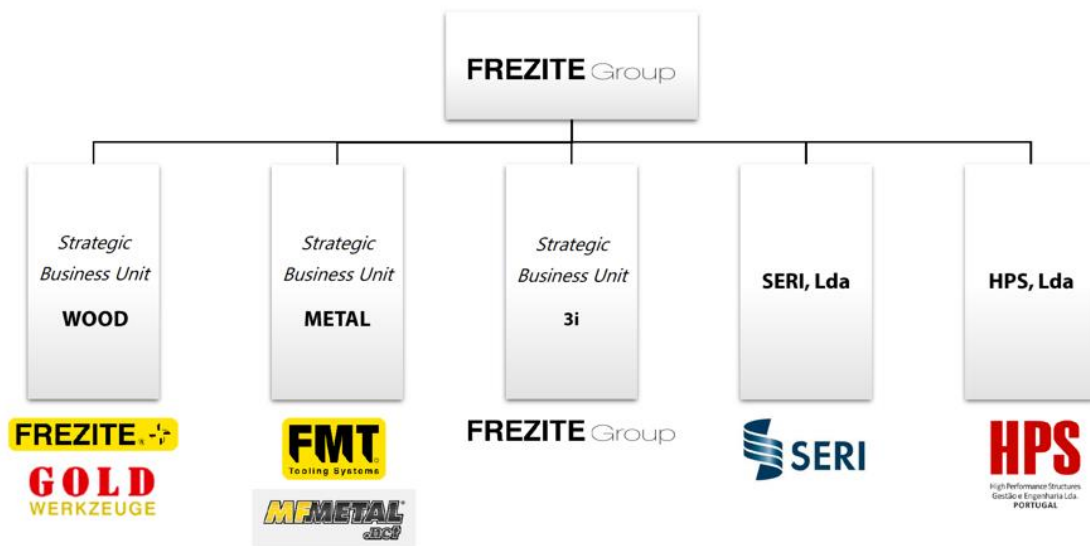 FREZITE Group
Strategic
Business Unit
WOOD
Strategic
Business Unit
METAL
Strategic
Business Unit
3i
SERI, Lda
HPS, Lda
FREZITE®
GOLD
WERKZEUGE
FMT®
Tooling Systems
MFMETAL®
.net
FREZITE Group
SERI
HPS
High Performance Structures
Gestão e Engenharia Lda.
PORTUGAL